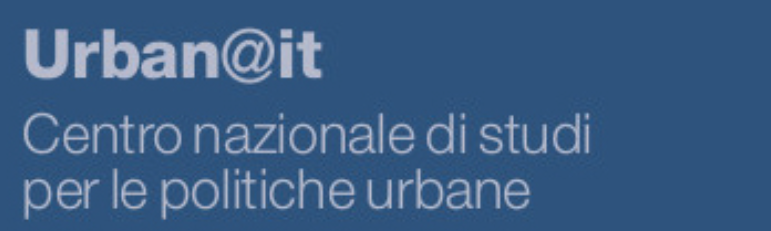 Urban@it
Centro nazionale di studi
per le politiche urbane